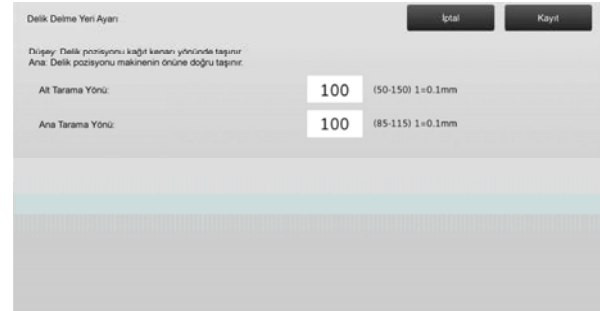 Delik Delme Yeri Ayarı
İptal
Kayıt
Düşey: Delik pozisyonu kağıt kenarı yönünde taşınır.
Ana: Delik pozisyonu makinenin önüne doğru taşınır.
Alt Tarama Yönü: 100 (50-150) 1=0.1mm
Ana Tarama Yönü: 100 (85-115) 1=0.1mm